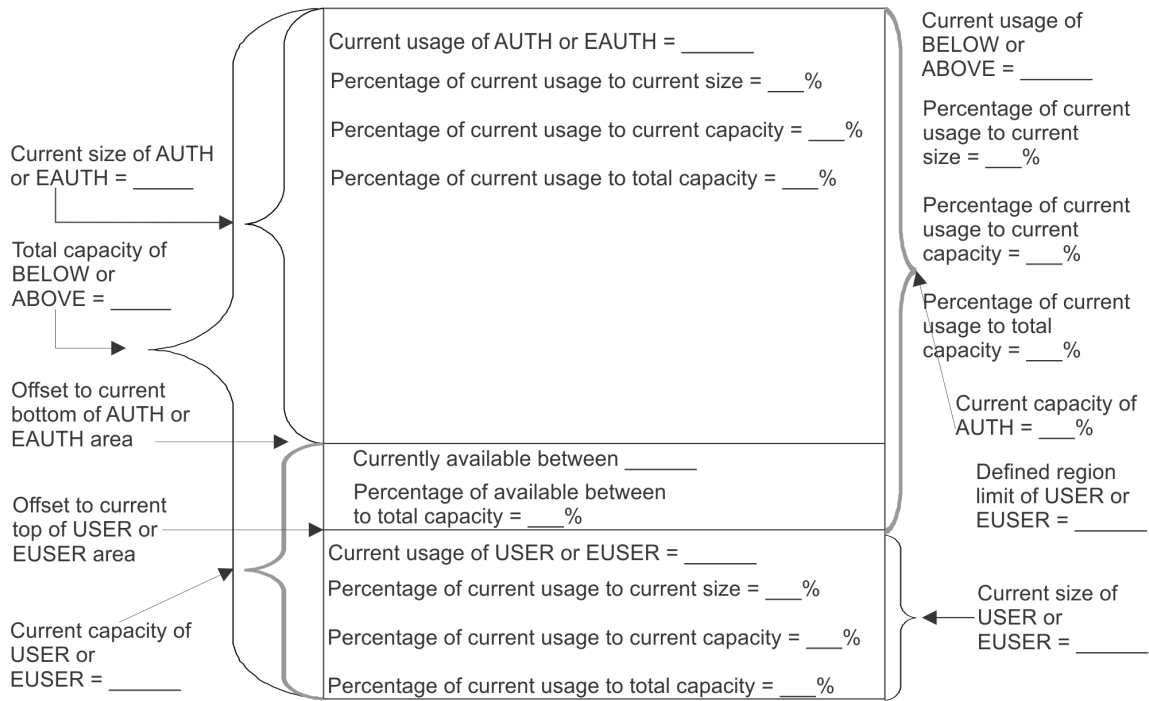 Current size of AUTH
or EAUTH = _____
Total capacity of
BELOW or
ABOVE = _____
Offset to current
bottom of AUTH or
EAUTH area
Offset to current
top of USER or
EUSER area
Current capacity of
USER or
EUSER = ______
Current usage of AUTH or EAUTH = ______
Percentage of current usage to current size = ___%
Percentage of current usage to current capacity = ___%
Percentage of current usage to total capacity = ___%
Currently available between ______
Percentage of available between
to total capacity = ___%
Current usage of USER or EUSER = ______
Percentage of current usage to current size = ___%
Percentage of current usage to current capacity = ___%
Percentage of current usage to total capacity = ___%
Current usage of
BELOW or
ABOVE = ______
Percentage of current
usage to current
size = ___%
Percentage of current
usage to current
capacity = ___%
Percentage of current
usage to total
capacity = ___%
Current capacity of
AUTH = ___%
Defined region
limit of USER or
EUSER = ______
Current size of
USER or
EUSER = ______